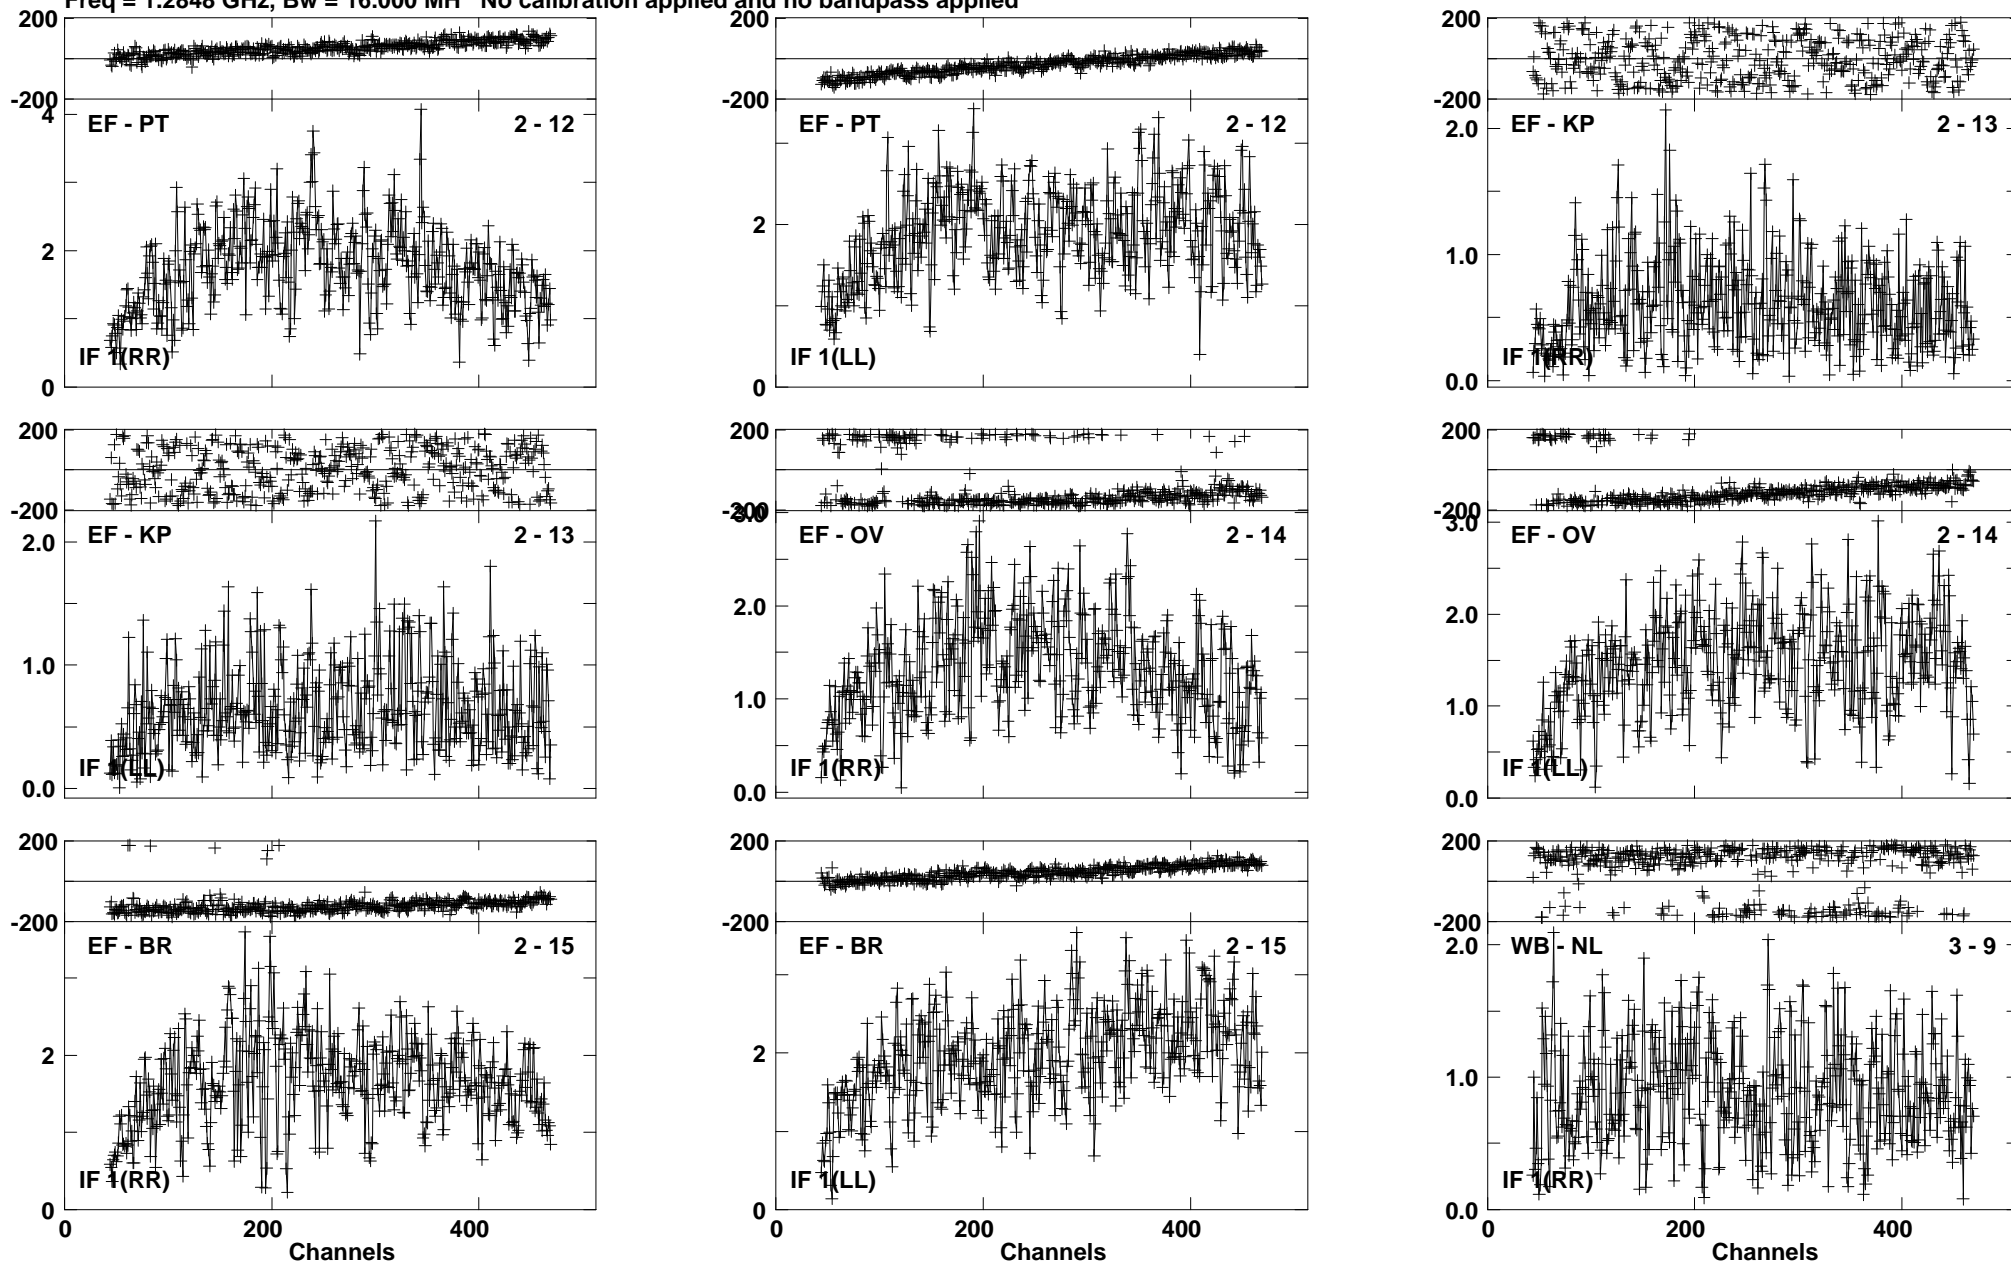 Freq = 1.2848 GHz, Bw = 16.000 MH No calibration applied and no bandpass applied
200 200 200
-200 -200 -200
4 EF - PT 2 - 12 EF - PT 2 - 12 2.0 EF - KP 2 - 13
2 2 1.0
IF 1(RR) IF 1(LL) 0.0 IF 1(RR)
0 0
200 200 200
-200 -200 -200
EF - KP 2 - 13 3.0 EF - OV 2 - 14 3.0 EF - OV 2 - 14
2.0 2.0 2.0
1.0 1.0 1.0
IF 1(LL) IF 1(RR) IF 1(LL)
0.0 0.0 0.0
200 200 200
-200 -200 -200
EF - BR 2 - 15 EF - BR 2 - 15 2.0 WB - NL 3 - 9
2 2 1.0
IF 1(RR) IF 1(LL) IF 1(RR)
0 0 0.0
0 200 400 0 200 400 0 200 400
Channels Channels Channels